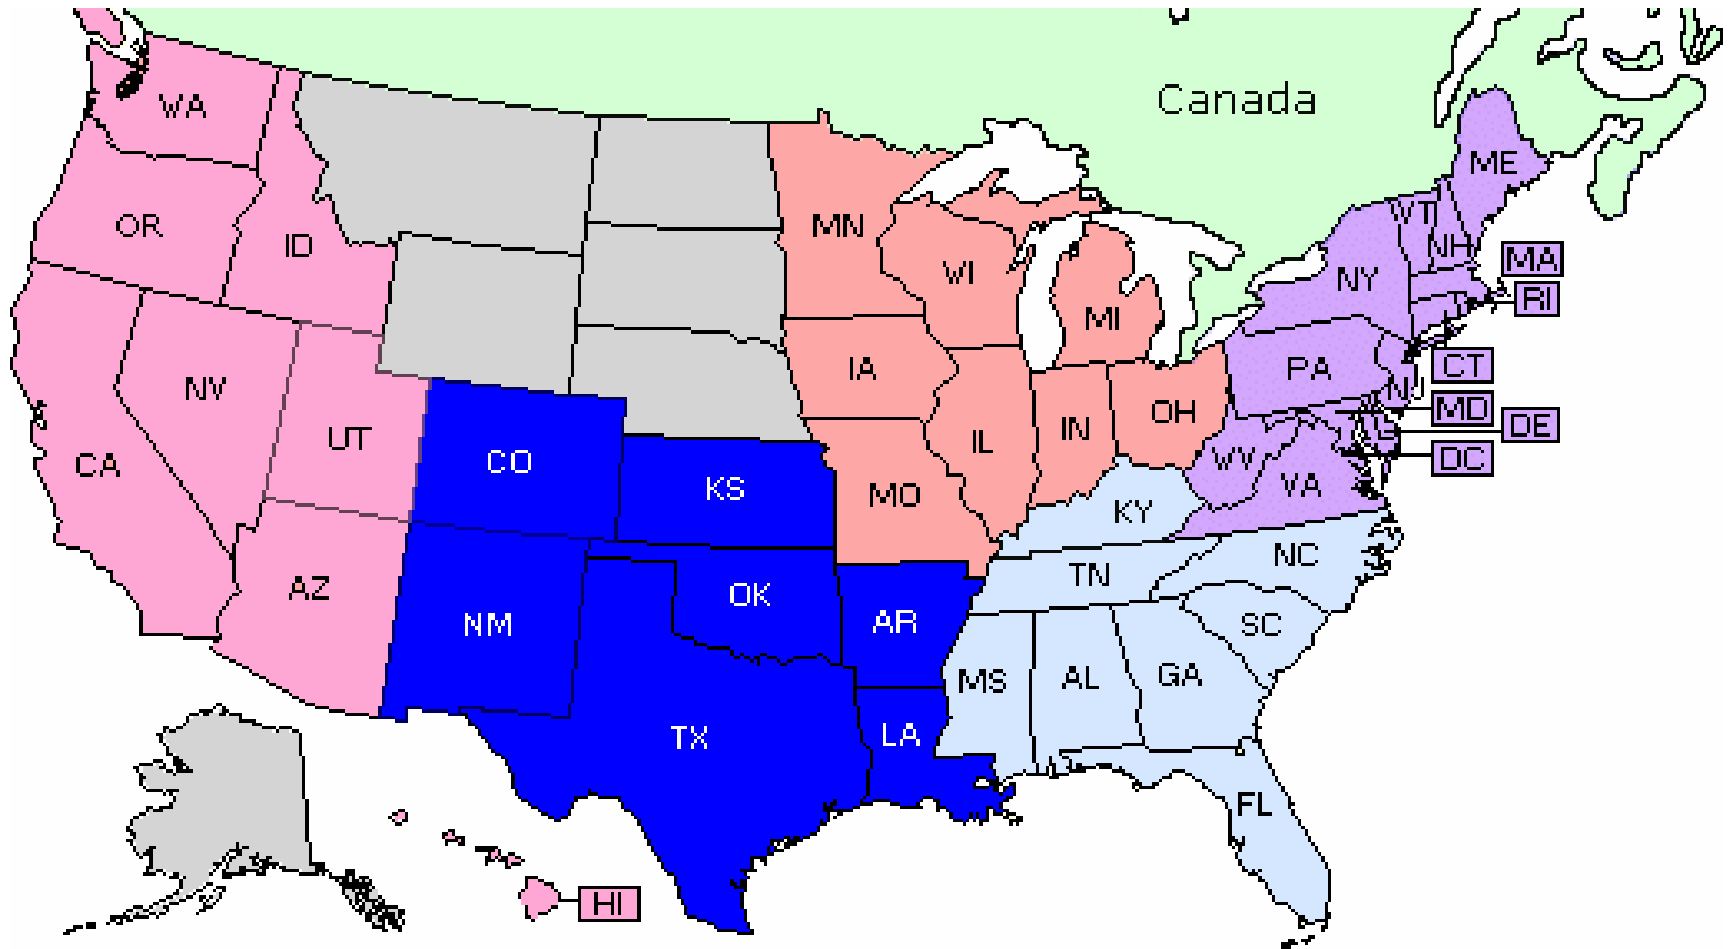 Canada
WA
ME
OR
ID
MN
VT
NH
MA
WI
NY
RI
MI
IA
PA
CT
NV
NJ
MD
UT
OH
DE
IN
IL
CO
CA
WV
DC
KS
MO
VA
KY
NC
TN
AZ
OK
NM
AR
SC
MS
AL
GA
TX
LA
FL
HI